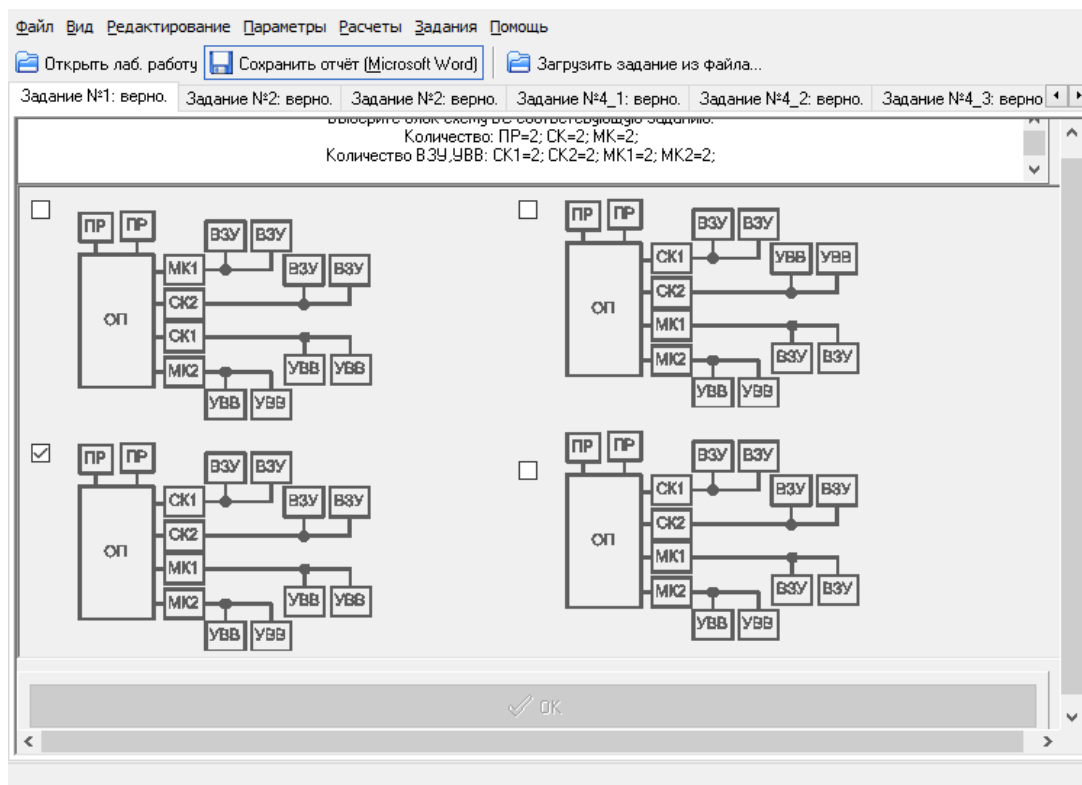 Файл Вид Редактирование Параметры Расчеты Задания Помощь
Открыть лаб. работу Сохранить отчёт (Microsoft Word) Загрузить задание из файла...
Задание №1: верно. Задание №2: верно. Задание №2: верно. Задание №4_1: верно. Задание №4_2: верно. Задание №4_3: верно
Количество: ПР=2; СК=2; МК=2;
Количество ВЗУ,УВВ: СК1=2; СК2=2; МК1=2; МК2=2;
ПР ПР ВЗУ ВЗУ
МК1 ВЗУ ВЗУ
СК2
ОП
СК1
МК2 УВВ УВВ
УВВ УВВ
ПР ПР ВЗУ ВЗУ
СК1 УВВ УВВ
СК2
ОП
МК1
МК2 ВЗУ ВЗУ
УВВ УВВ
ПР ПР ВЗУ ВЗУ
СК1 ВЗУ ВЗУ
СК2
ОП
МК1
МК2 УВВ УВВ
УВВ УВВ
ПР ПР ВЗУ ВЗУ
СК1 ВЗУ ВЗУ
СК2
ОП
МК1
МК2 ВЗУ ВЗУ
УВВ УВВ
OK